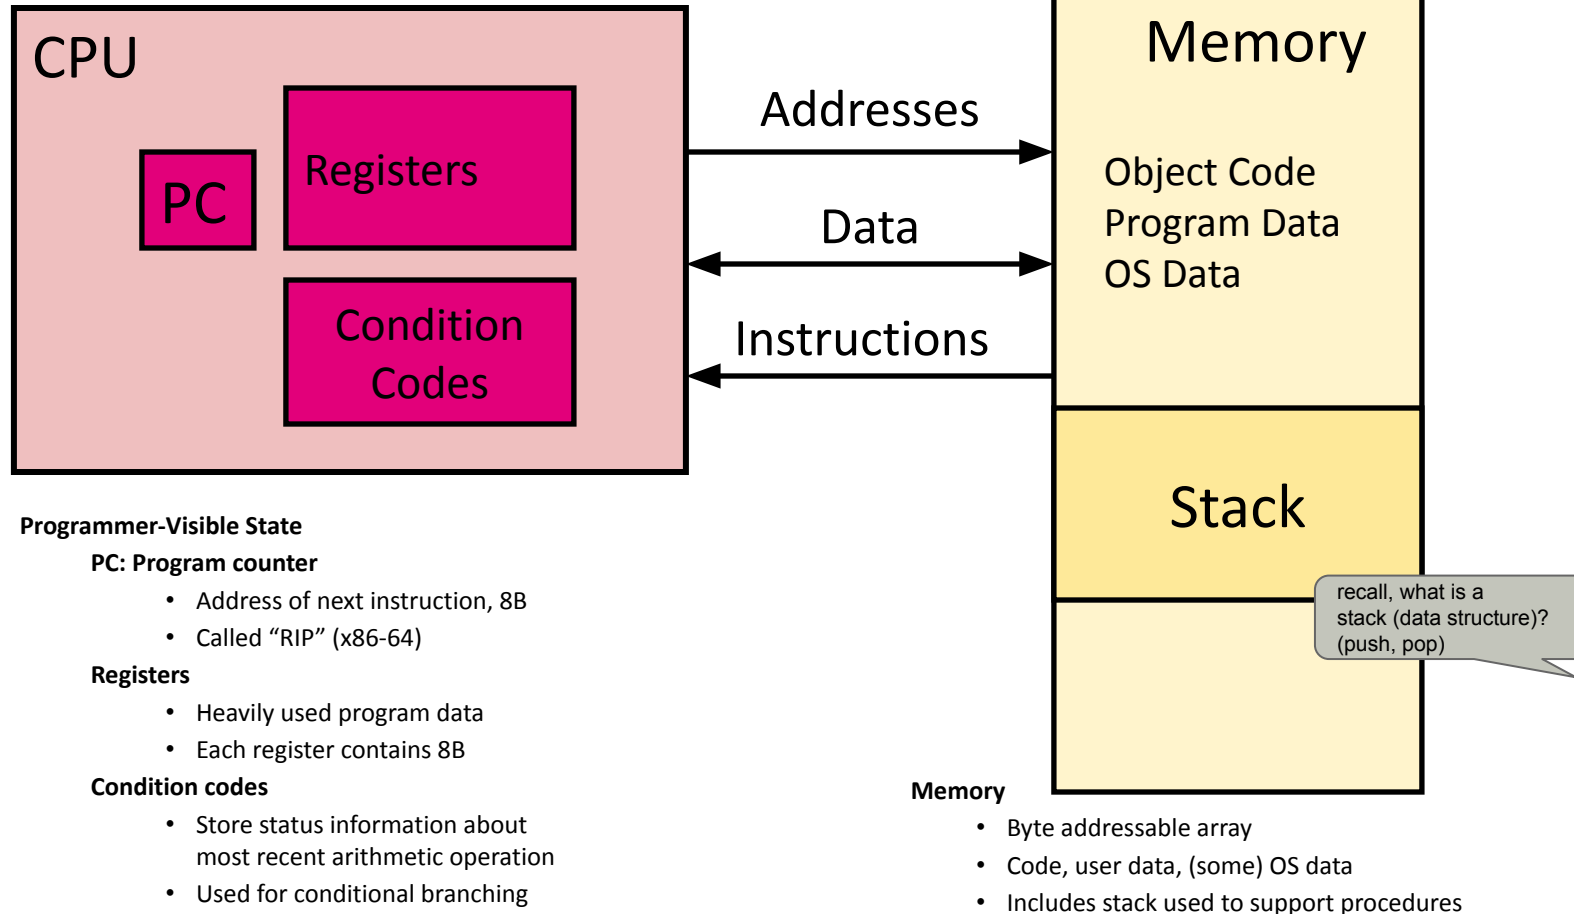 CPU
PC
Registers
Condition
Codes
Addresses
Data
Instructions
Memory
Object Code
Program Data
OS Data
Stack
recall, what is a
stack (data structure)?
(push, pop)
Programmer-Visible State
PC: Program counter
• Address of next instruction, 8B
• Called “RIP” (x86-64)
Registers
• Heavily used program data
• Each register contains 8B
Condition codes
• Store status information about
most recent arithmetic operation
• Used for conditional branching
Memory
• Byte addressable array
• Code, user data, (some) OS data
• Includes stack used to support procedures